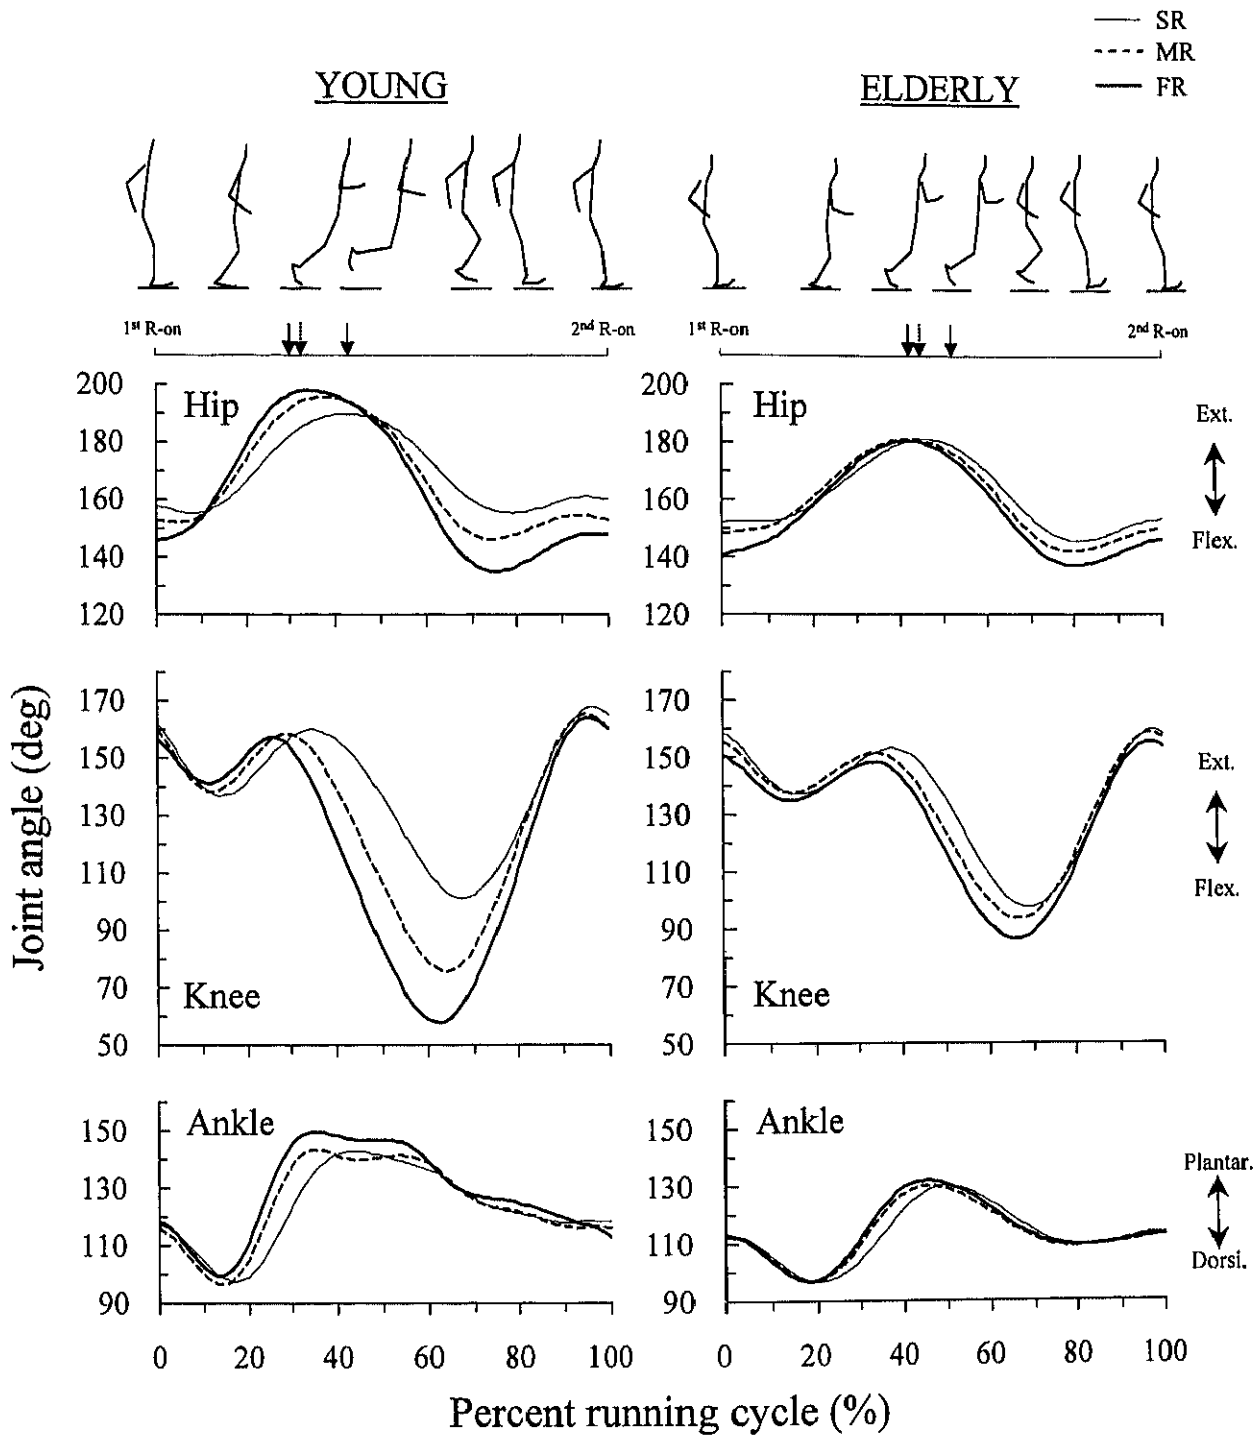 SR
MR
FR
YOUNG
ELDERLY
1st R-on
2nd R-on
1st R-on
2nd R-on
Joint angle (deg)
200
180
160
140
120
Hip
200
180
160
140
120
Hip
Ext.
Flex.
170
150
130
110
90
70
50
Knee
170
150
130
110
90
70
50
Knee
Ext.
Flex.
150
130
110
90
Ankle
150
130
110
90
Ankle
Plantar.
Dorsi.
0 20 40 60 80 100
0 20 40 60 80 100
Percent running cycle (%)